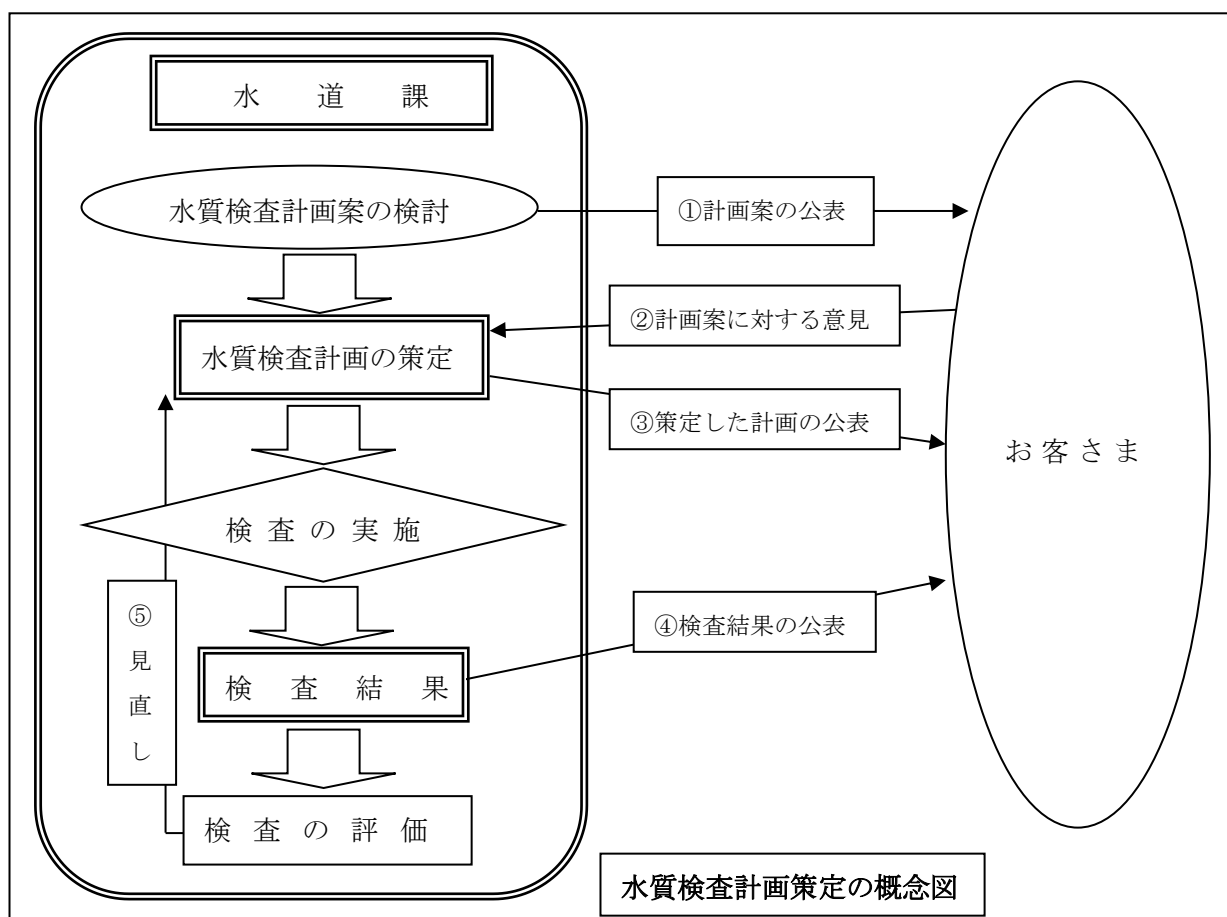 水道課
水質検査計画案の検討
①計画案の公表
②計画案に対する意見
水質検査計画の策定
③策定した計画の公表
お客さま
検査の実施
④検査結果の公表
検査結果
⑤見直し
検査の評価
水質検査計画策定の概念図